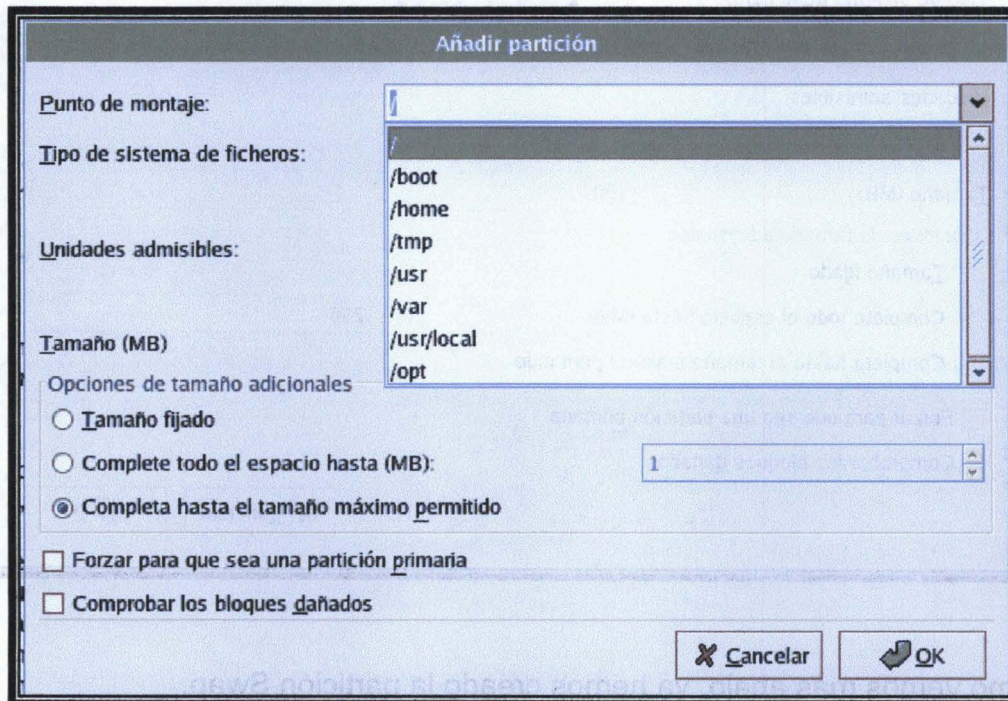 Añadir partición
Punto de montaje:
/
Tipo de sistema de ficheros:
/
/boot
/home
Unidades admisibles:
/tmp
/usr
/var
Tamaño (MB)
/usr/local
/opt
Opciones de tamaño adicionales
Tamaño fijado
Complete todo el espacio hasta (MB):
1
Completa hasta el tamaño máximo permitido
Forzar para que sea una partición primaria
Comprobar los bloques dañados
Cancelar
OK